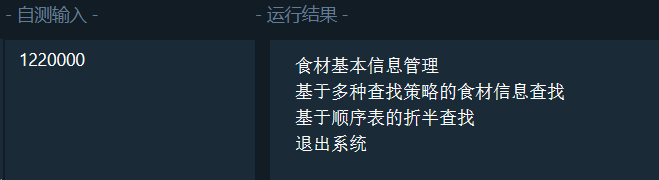 - 自测输入 - - 运行结果 -
1220000
食材基本信息管理
基于多种查找策略的食材信息查找
基于顺序表的折半查找
退出系统